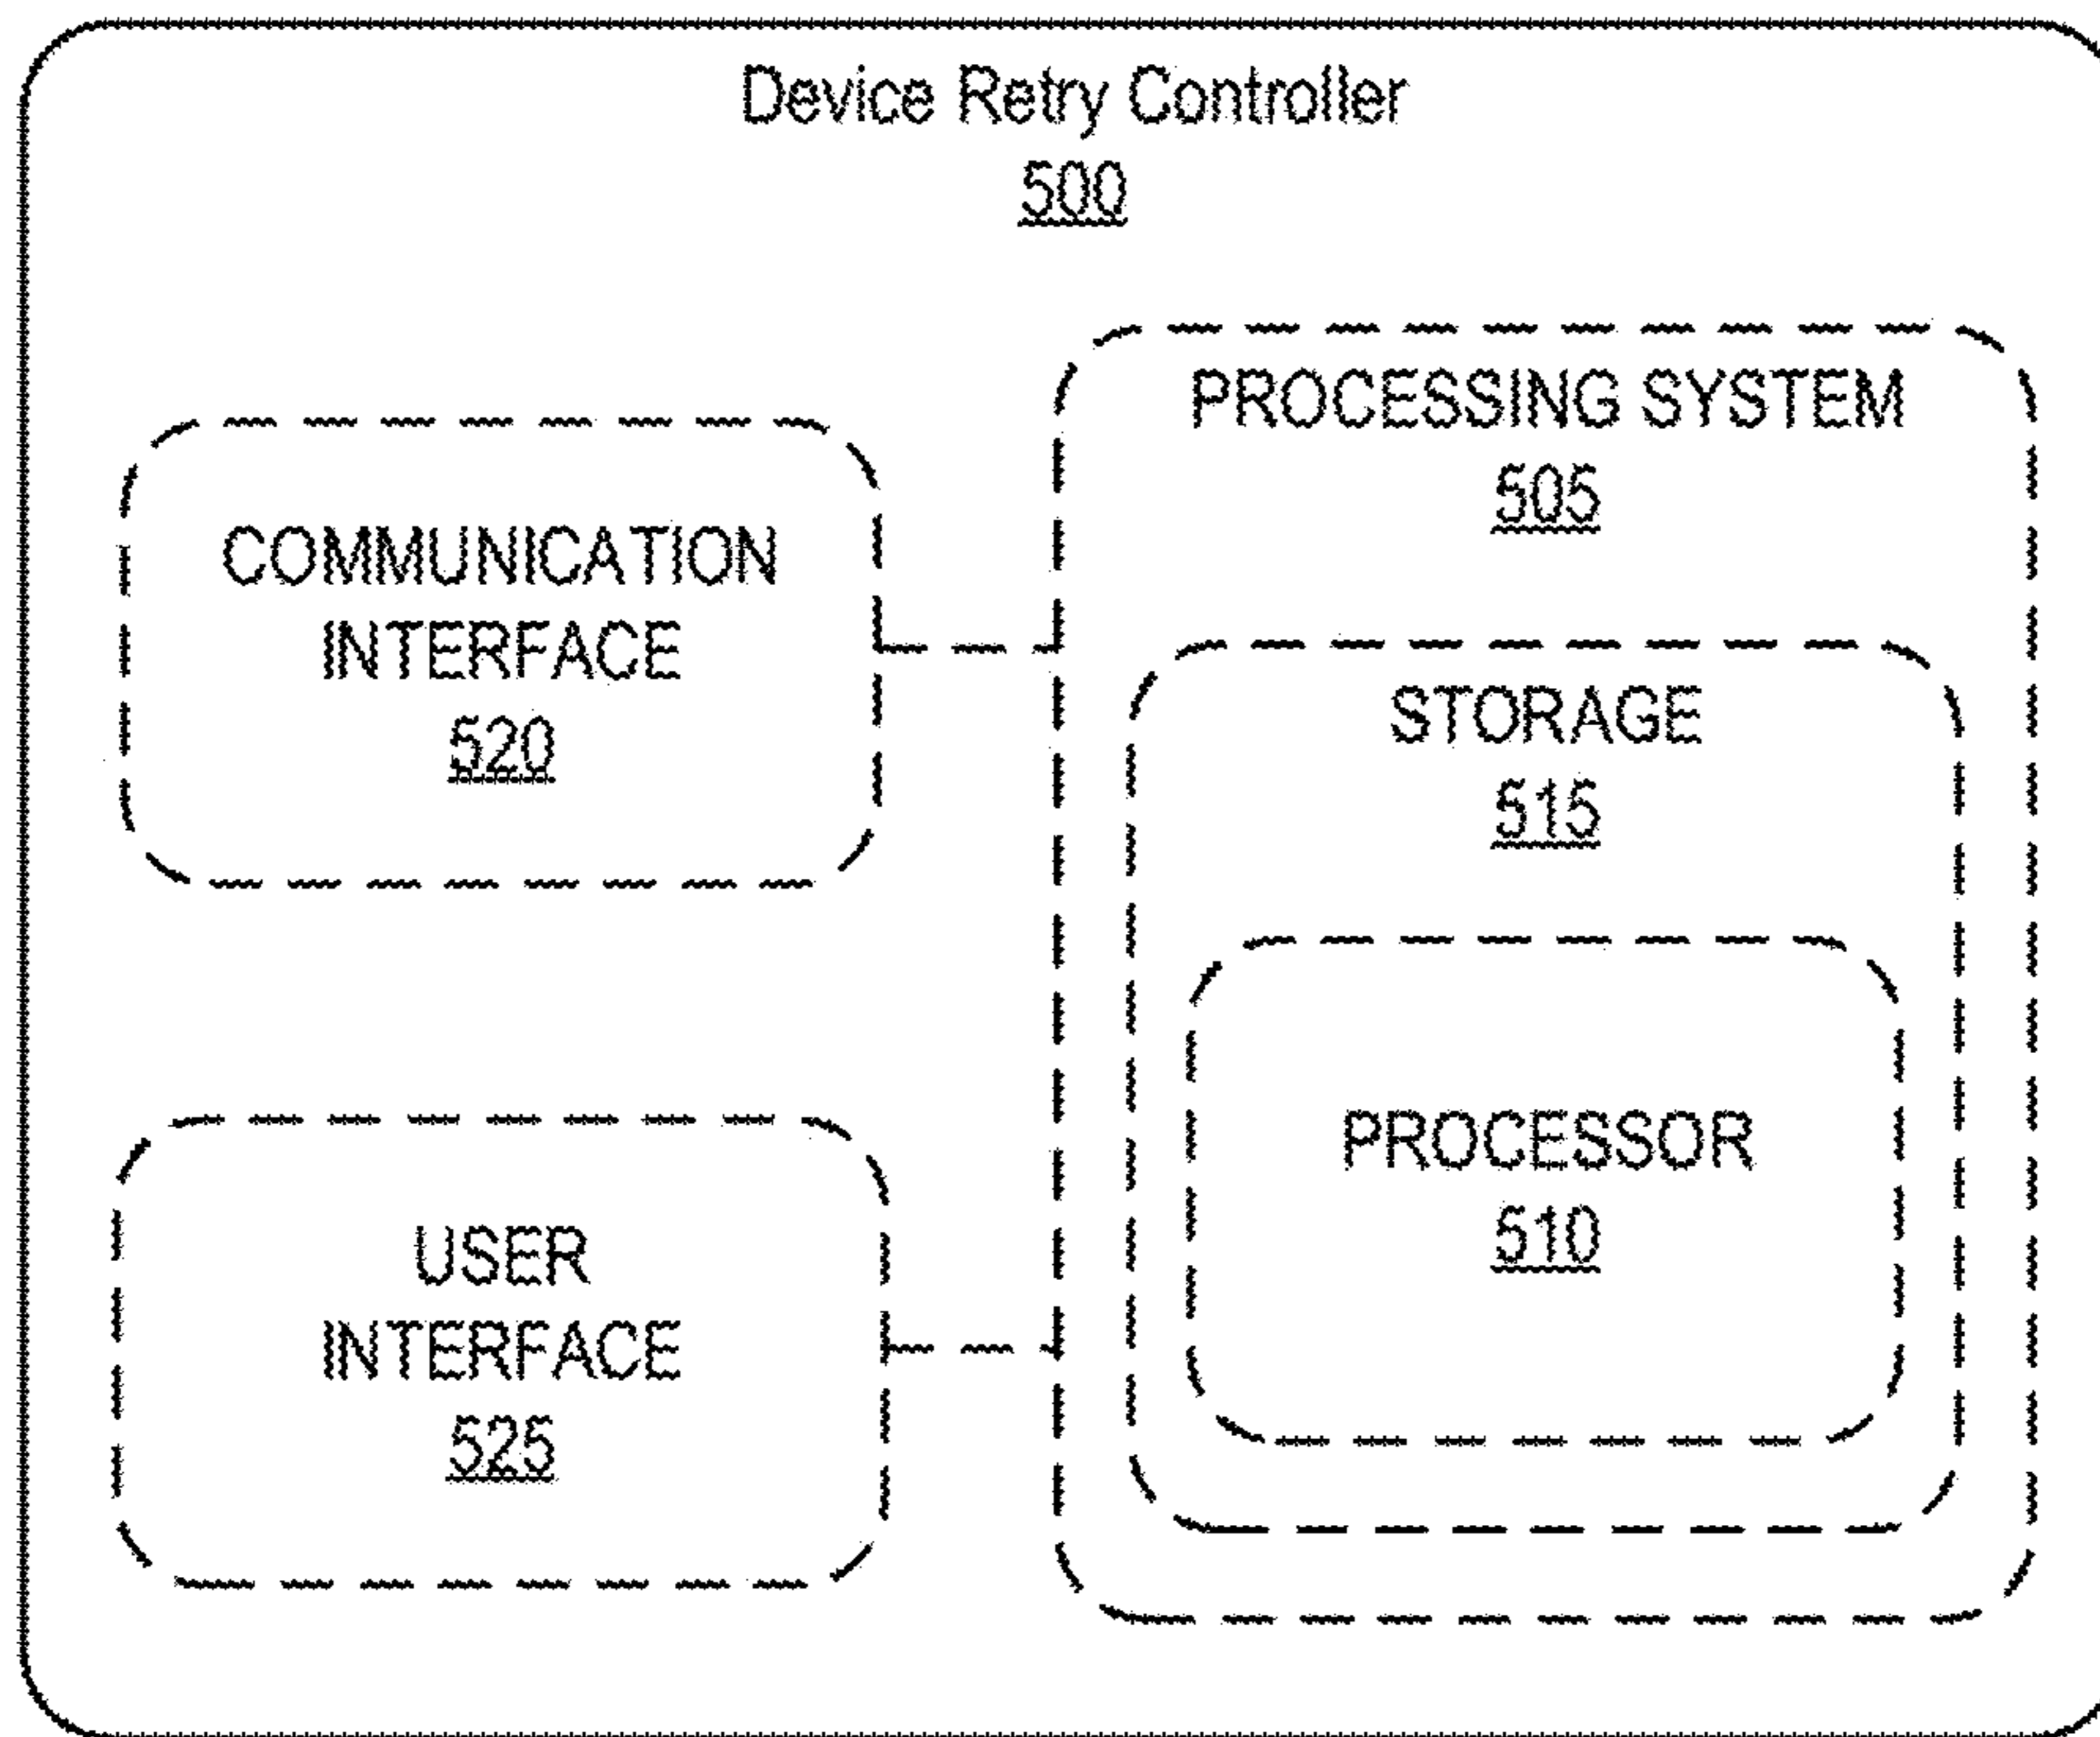 Device Retry Controller
500
PROCESSING SYSTEM
505
COMMUNICATION
INTERFACE
520
STORAGE
515
PROCESSOR
510
USER
INTERFACE
525